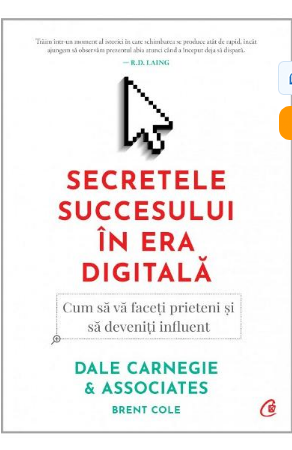 Trăim într-un moment al istoriei în care schimbarea se produce atât de rapid, încât
ajungem să observăm prezentul abia atunci când a început deja să dispară.
— R.D. LAING
SECRETELE
SUCCESULUI
ÎN ERA
DIGITALĂ
Cum să vă faceți prieteni și
să deveniți influent
DALE CARNEGIE
& ASSOCIATES
BRENT COLE